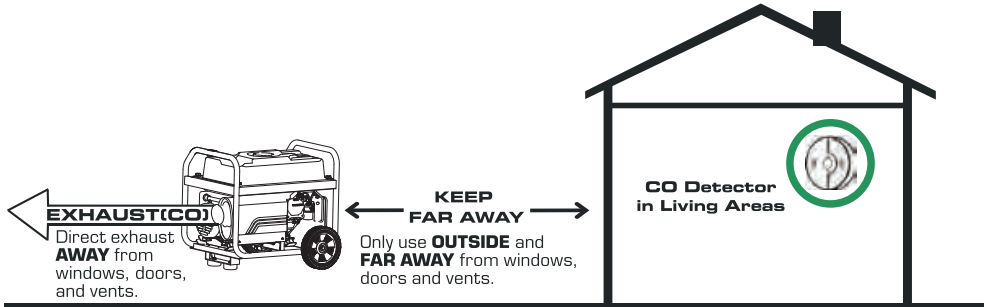 EXHAUST(CO)
Direct exhaust
AWAY from
windows, doors,
and vents.
KEEP
FAR AWAY
Only use OUTSIDE and
FAR AWAY from windows,
doors and vents.
CO Detector
in Living Areas